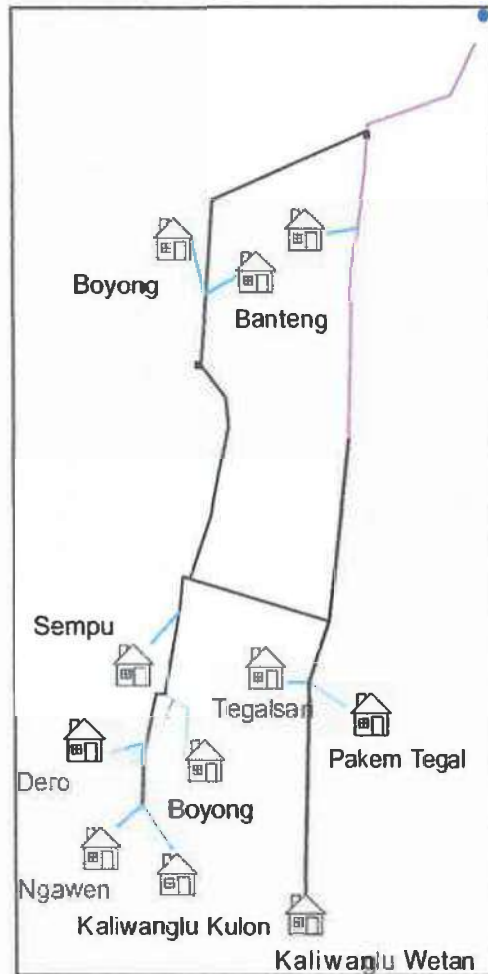 Boyong
Banteng
Sempu
Tegalsari
Pakem Tegal
Dero
Boyong
Ngawen
Kaliwanglu Kulon
Kaliwanglu Wetan